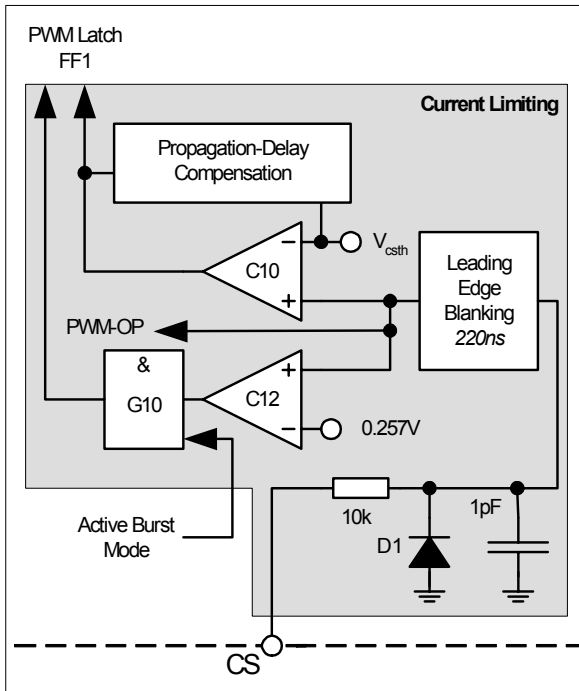 PWM Latch
FF1
Current Limiting
Propagation-Delay
Compensation
−
Vcsth
C10
+
Leading
Edge
Blanking
220ns
PWM-OP
&
G10
+
C12
−
0.257V
10k
1pF
D1
Active Burst
Mode
CS